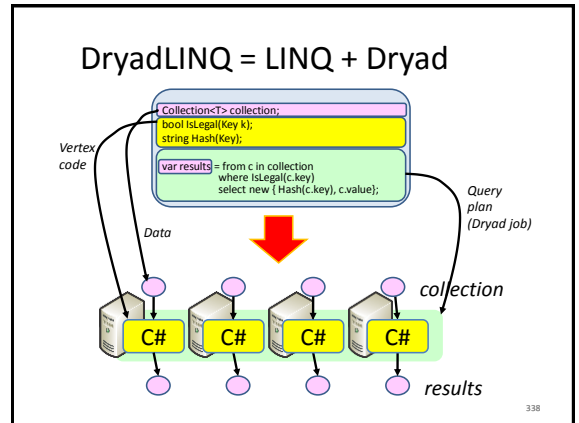 DryadLINQ = LINQ + Dryad
Collection<T> collection;
bool IsLegal(Key k);
string Hash(Key);
var results = from c in collection
where IsLegal(c.key)
select new { Hash(c.key), c.value};
Vertex
code
Data
Query
plan
(Dryad job)
collection
C#
C#
C#
C#
results
338